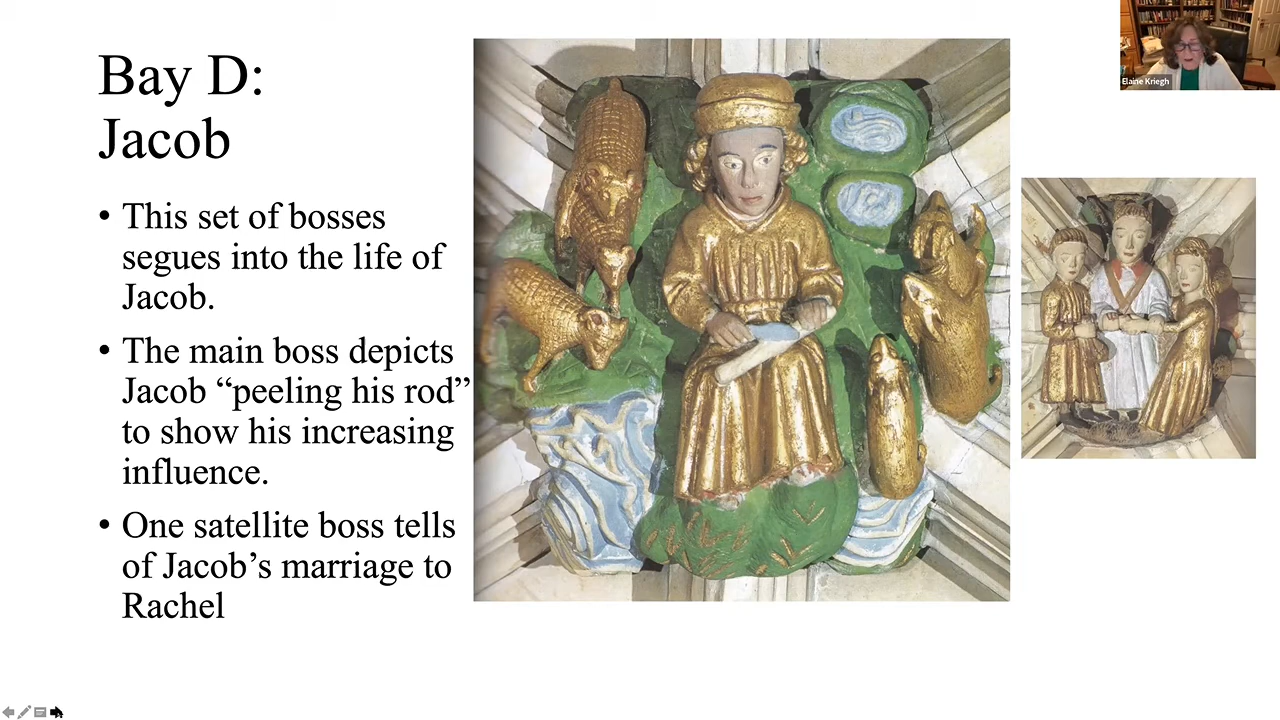 Bay D:
Jacob
• This set of bosses
segues into the life of
Jacob.
• The main boss depicts
Jacob “peeling his rod”
to show his increasing
influence.
• One satellite boss tells
of Jacob’s marriage to
Rachel
Elaine Kriegh